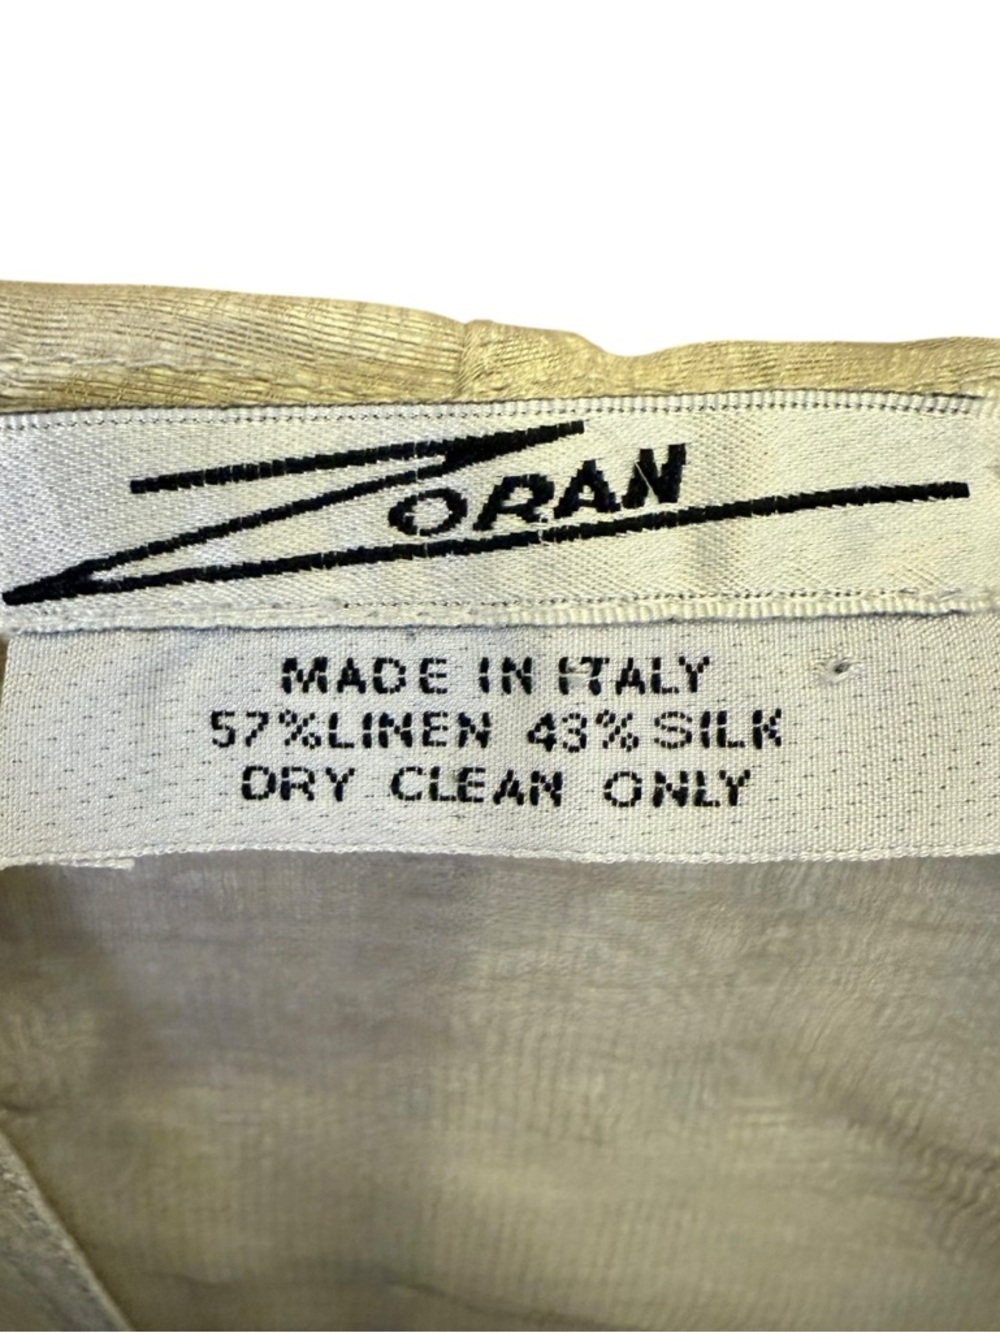 ZORAN
MADE IN ITALY
57%LINEN 43%SILK
DRY CLEAN ONLY